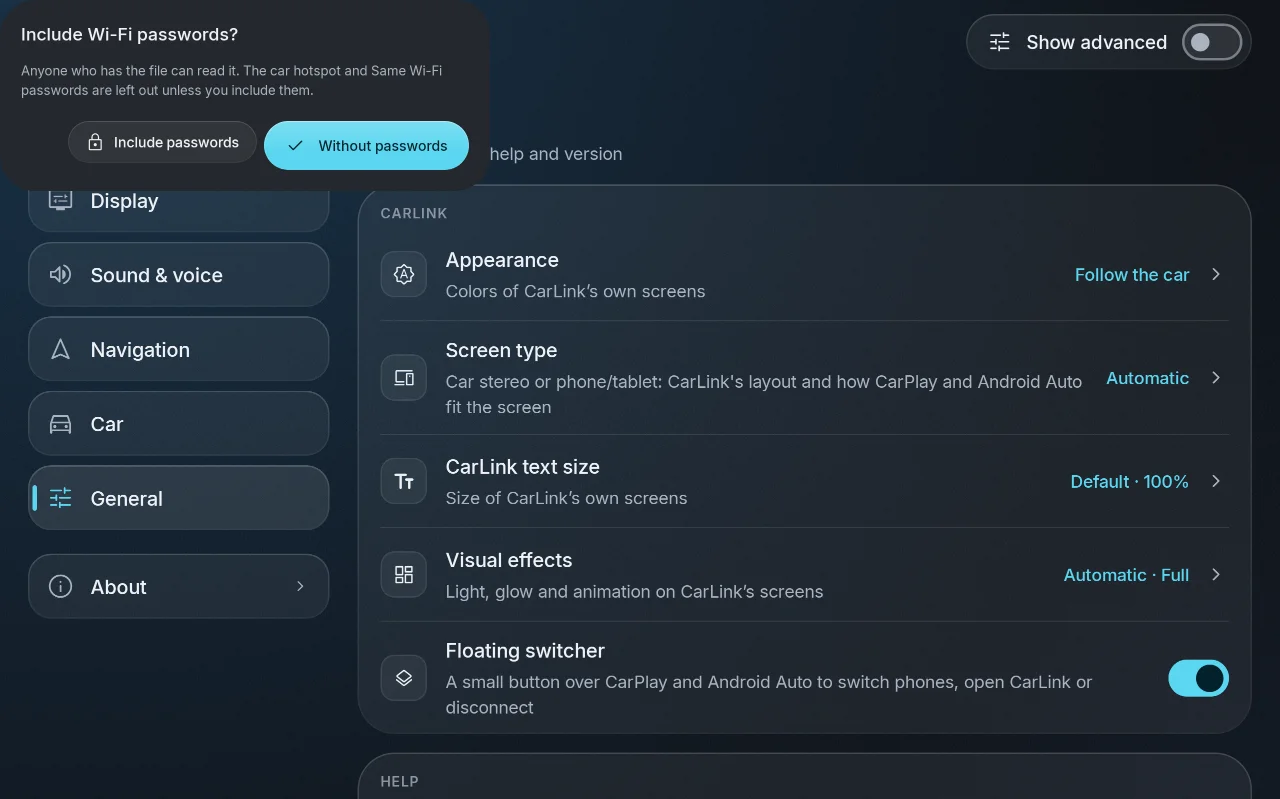 Include Wi-Fi passwords?
Anyone who has the file can read it. The car hotspot and Same Wi-Fi
passwords are left out unless you include them.
Include passwords
Without passwords
Show advanced
help and version
Display
Sound & voice
Navigation
Car
General
About
CARLINK
Appearance
Colors of CarLink’s own screens
Follow the car
Screen type
Car stereo or phone/tablet: CarLink's layout and how CarPlay and Android Auto
fit the screen
Automatic
CarLink text size
Size of CarLink’s own screens
Default · 100%
Visual effects
Light, glow and animation on CarLink’s screens
Automatic · Full
Floating switcher
A small button over CarPlay and Android Auto to switch phones, open CarLink or
disconnect
HELP